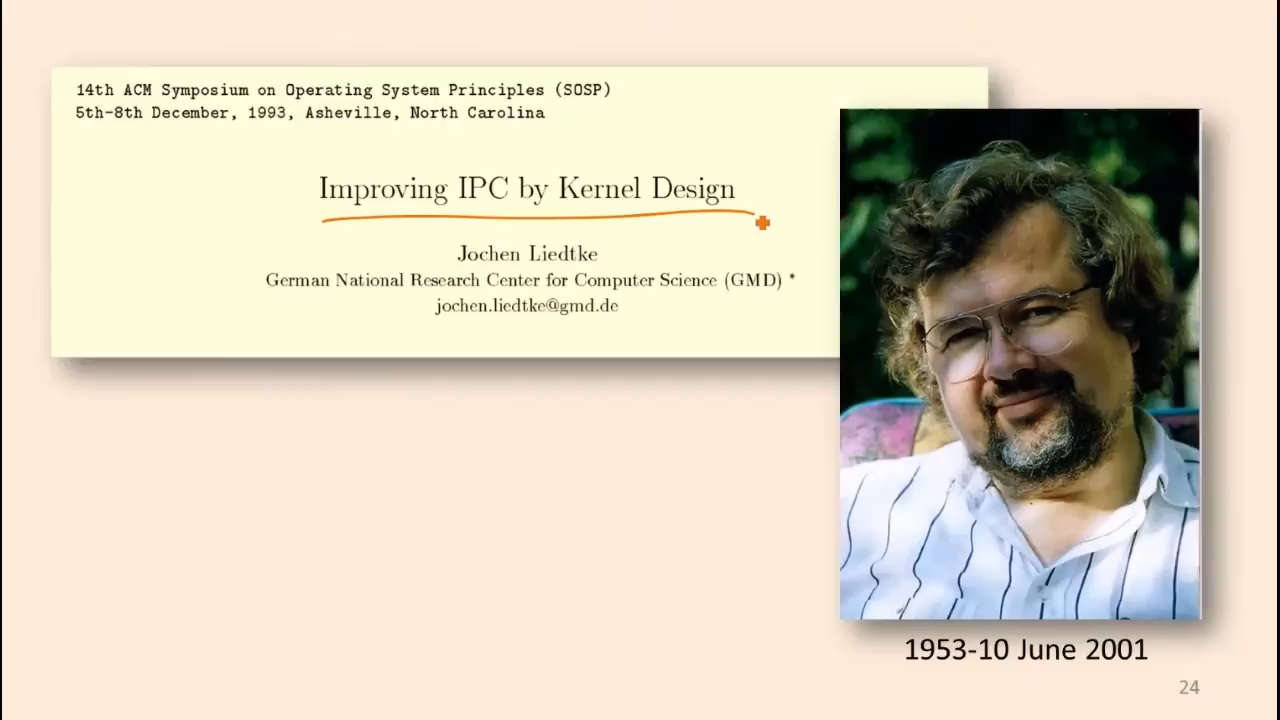 14th ACM Symposium on Operating System Principles (SOSP)
5th-8th December, 1993, Asheville, North Carolina
Improving IPC by Kernel Design
Jochen Liedtke
German National Research Center for Computer Science (GMD) *
jochen.liedtke@gmd.de
1953-10 June 2001
24